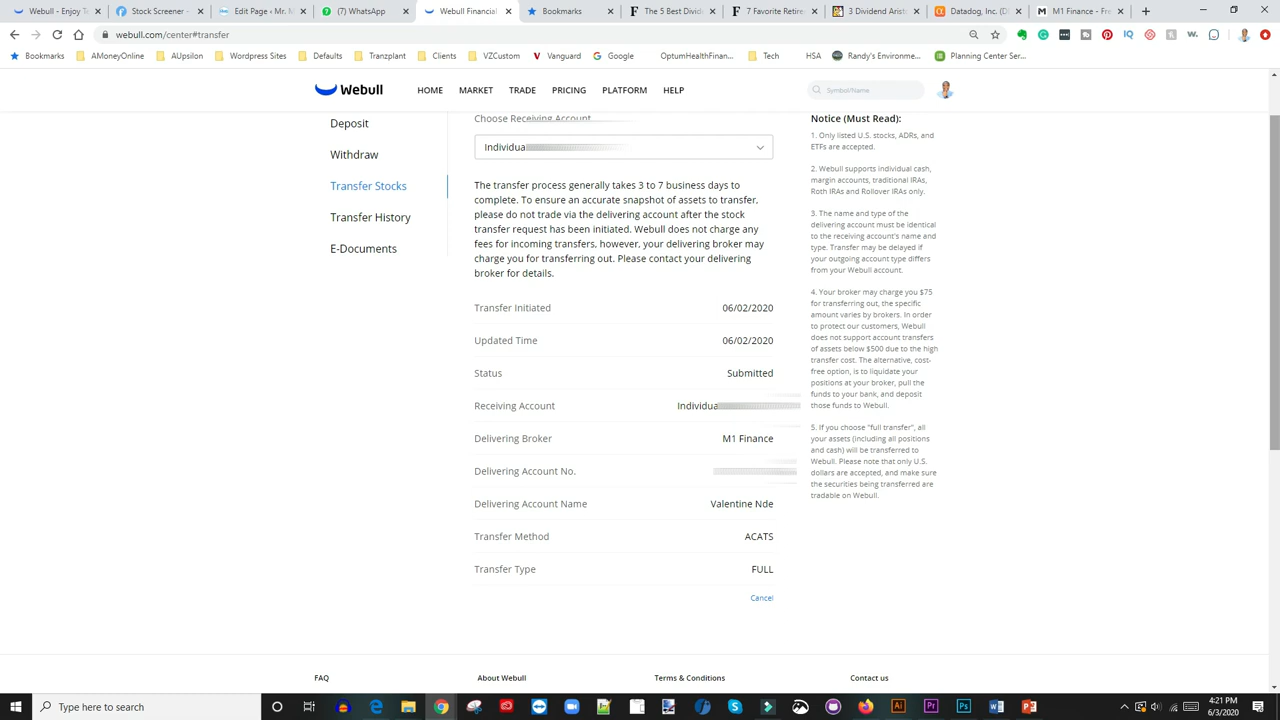 Webull - Enjoy T
Stock Screener -
Edit Page - Mr. M
(7) WhatsApp
Webull Financial
Bookmarks
The 5 Best Divid
7 Favorite Retire
3 Dividend Arist
Datadog, Inc. (D
M1 Finance - Fre
webull.com/center#transfer
Bookmarks
AMoneyOnline
AUpsilon
Wordpress Sites
Defaults
Tranzplant
Clients
VZCustom
Vanguard
Google
OptumHealthFinan...
Tech
HSA
Randy's Environme...
Planning Center Ser...
Webull
HOME
MARKET
TRADE
PRICING
PLATFORM
HELP
Symbol/Name
Deposit
Withdraw
Transfer Stocks
Transfer History
E-Documents
Choose Receiving Account
Individua
The transfer process generally takes 3 to 7 business days to
complete. To ensure an accurate snapshot of assets to transfer,
please do not trade via the delivering account after the stock
transfer request has been initiated. Webull does not charge any
fees for incoming transfers, however, your delivering broker may
charge you for transferring out. Please contact your delivering
broker for details.
Transfer Initiated 06/02/2020
Updated Time 06/02/2020
Status Submitted
Receiving Account Individua
Delivering Broker M1 Finance
Delivering Account No.
Delivering Account Name Valentine Nde
Transfer Method ACATS
Transfer Type FULL
Cancel
Notice (Must Read):
1. Only listed U.S. stocks, ADRs, and
ETFs are accepted.
2. Webull supports individual cash,
margin accounts, traditional IRAs,
Roth IRAs and Rollover IRAs only.
3. The name and type of the
delivering account must be identical
to the receiving account's name and
type. Transfer may be delayed if
your outgoing account type differs
from your Webull account.
4. Your broker may charge you $75
for transferring out, the specific
amount varies by brokers. In order
to protect our customers, Webull
does not support account transfers
of assets below $500 due to the high
transfer cost. The alternative, cost-
free option, is to liquidate your
positions at your broker, pull the
funds to your bank, and deposit
those funds to Webull.
5. If you choose "full transfer", all
your assets (including all positions
and cash) will be transferred to
Webull. Please note that only U.S.
dollars are accepted, and make sure
the securities being transferred are
tradable on Webull.
FAQ
About Webull
Terms & Conditions
Contact us
Type here to search
4:21 PM
6/3/2020